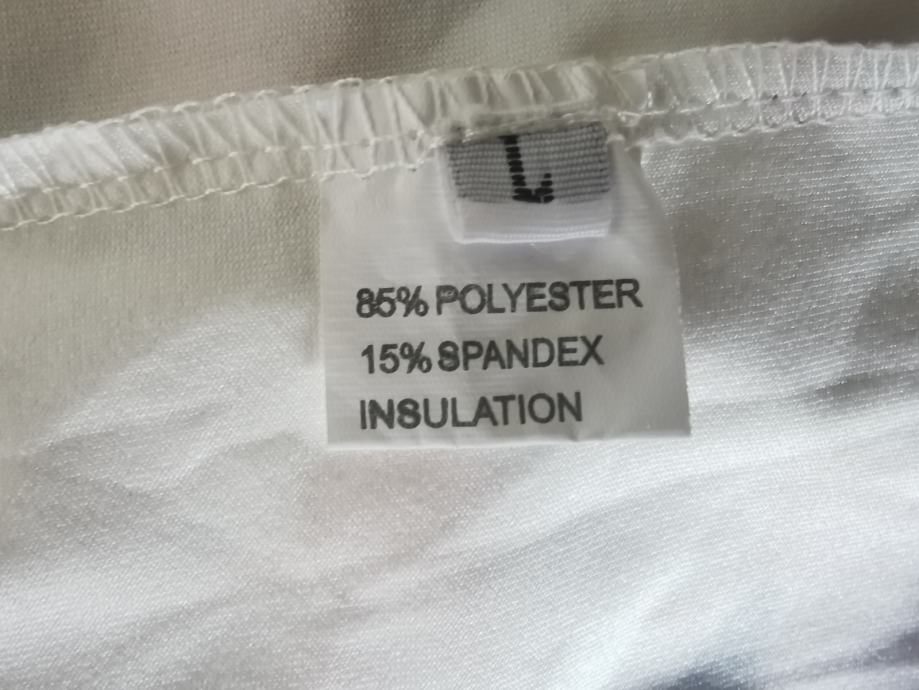 L
85% POLYESTER
15% SPANDEX
INSULATION